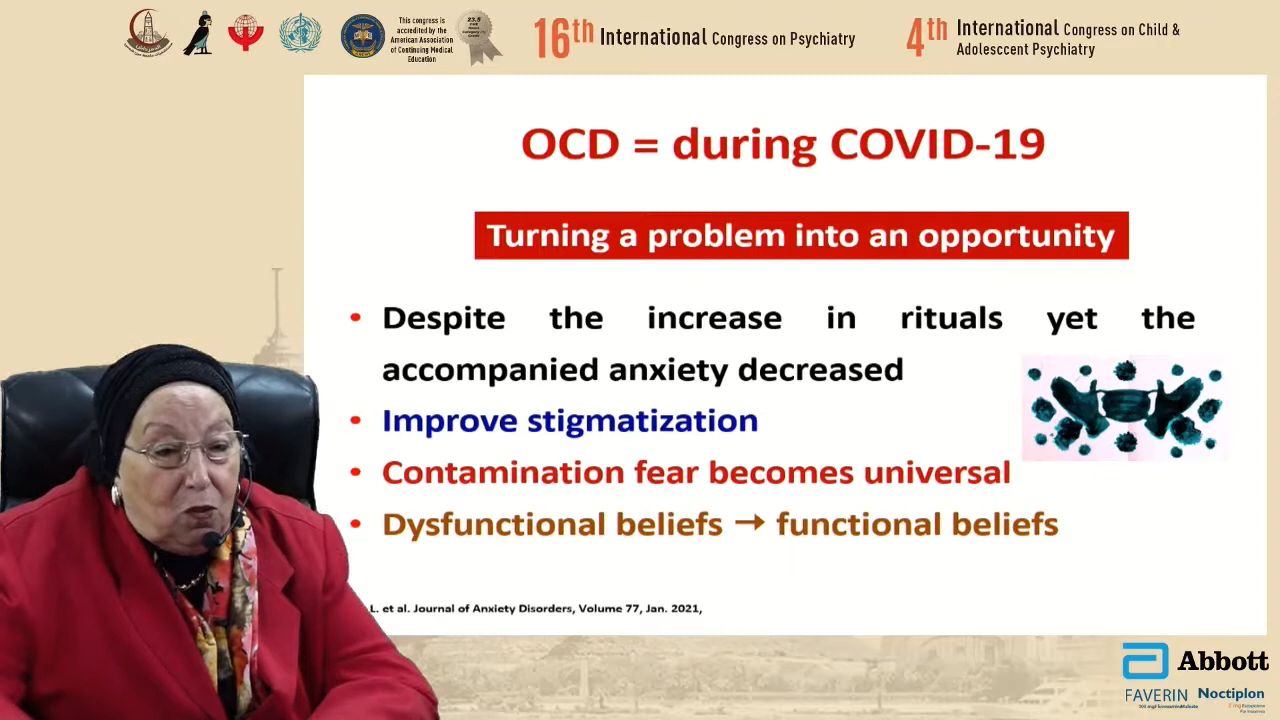 This congress is
accredited by the
American Association
of Continuing Medical
Education
23.5
16th International Congress on Psychiatry
4th International Congress on Child &
Adolesccent Psychiatry
OCD = during COVID-19
Turning a problem into an opportunity
• Despite the increase in rituals yet the
accompanied anxiety decreased
• Improve stigmatization
• Contamination fear becomes universal
• Dysfunctional beliefs → functional beliefs
L. et al. Journal of Anxiety Disorders, Volume 77, Jan. 2021,
Abbott
FAVERIN Noctiplon